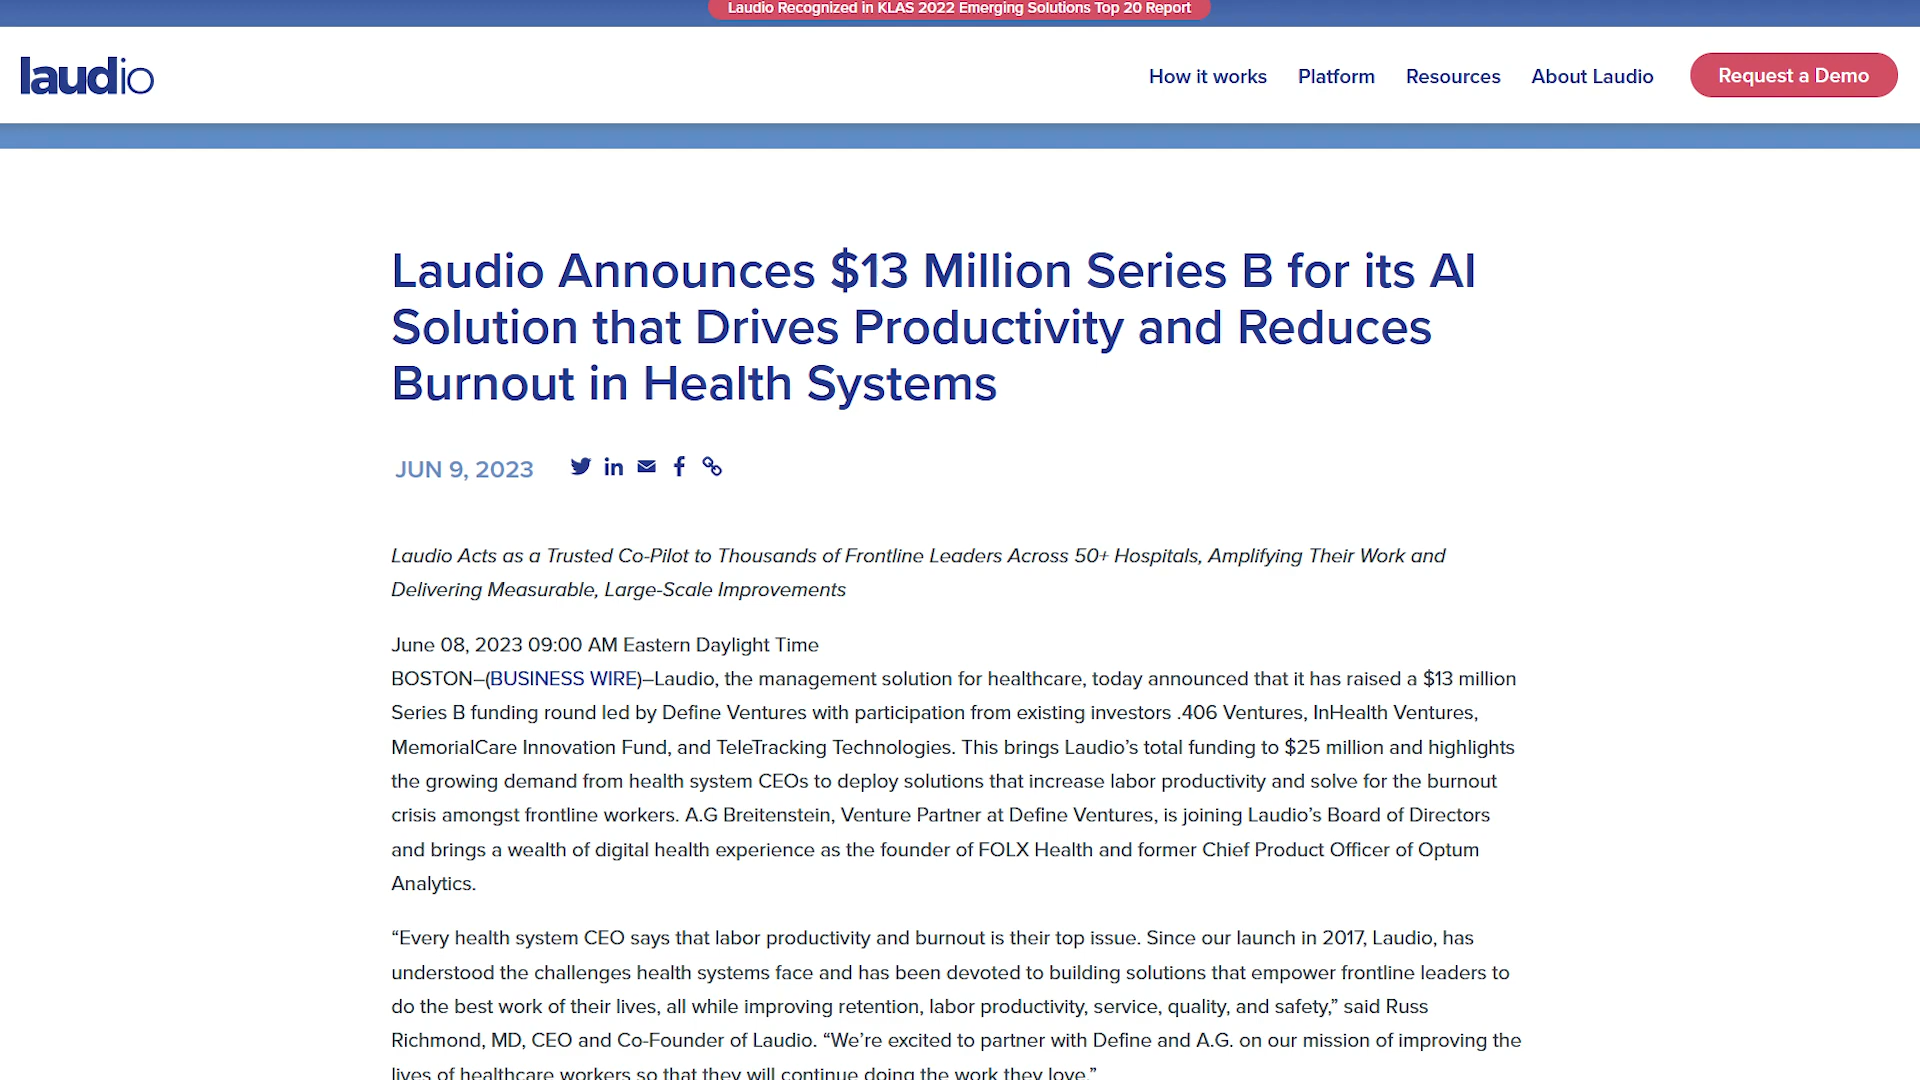 Laudio Recognized in KLAS 2022 Emerging Solutions Top 20 Report
laudio
How it works
Platform
Resources
About Laudio
Request a Demo
Laudio Announces $13 Million Series B for its AI
Solution that Drives Productivity and Reduces
Burnout in Health Systems
JUN 9, 2023
Laudio Acts as a Trusted Co-Pilot to Thousands of Frontline Leaders Across 50+ Hospitals, Amplifying Their Work and
Delivering Measurable, Large-Scale Improvements
June 08, 2023 09:00 AM Eastern Daylight Time
BOSTON–(BUSINESS WIRE)–Laudio, the management solution for healthcare, today announced that it has raised a $13 million
Series B funding round led by Define Ventures with participation from existing investors .406 Ventures, InHealth Ventures,
MemorialCare Innovation Fund, and TeleTracking Technologies. This brings Laudio’s total funding to $25 million and highlights
the growing demand from health system CEOs to deploy solutions that increase labor productivity and solve for the burnout
crisis amongst frontline workers. A.G Breitenstein, Venture Partner at Define Ventures, is joining Laudio’s Board of Directors
and brings a wealth of digital health experience as the founder of FOLX Health and former Chief Product Officer of Optum
Analytics.
“Every health system CEO says that labor productivity and burnout is their top issue. Since our launch in 2017, Laudio, has
understood the challenges health systems face and has been devoted to building solutions that empower frontline leaders to
do the best work of their lives, all while improving retention, labor productivity, service, quality, and safety,” said Russ
Richmond, MD, CEO and Co-Founder of Laudio. “We’re excited to partner with Define and A.G. on our mission of improving the
lives of healthcare workers so that they will continue doing the work they love.”